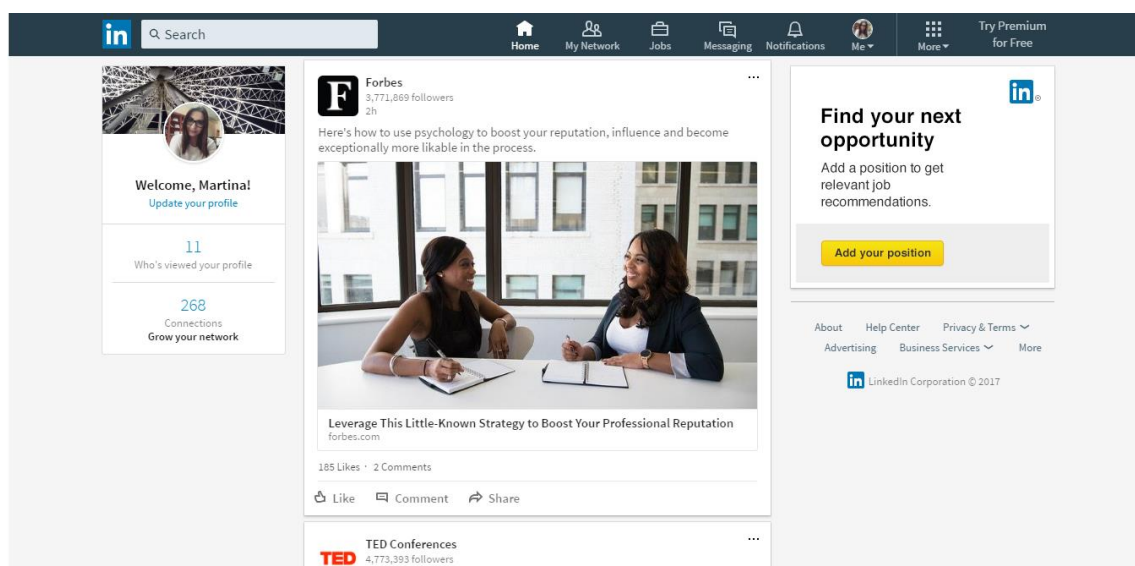 in
Search
Home
My Network
Jobs
Messaging
Notifications
Me
More
Try Premium
for Free
Welcome, Martina!
Update your profile
11
Who's viewed your profile
268
Connections
Grow your network
F
Forbes
3,771,869 followers
2h
...
Here's how to use psychology to boost your reputation, influence and become
exceptionally more likable in the process.
Leverage This Little-Known Strategy to Boost Your Professional Reputation
forbes.com
185 Likes · 2 Comments
Like
Comment
Share
TED
TED Conferences
4,773,393 followers
...
in®
Find your next
opportunity
Add a position to get
relevant job
recommendations.
Add your position
About Help Center Privacy & Terms
Advertising Business Services More
in LinkedIn Corporation © 2017